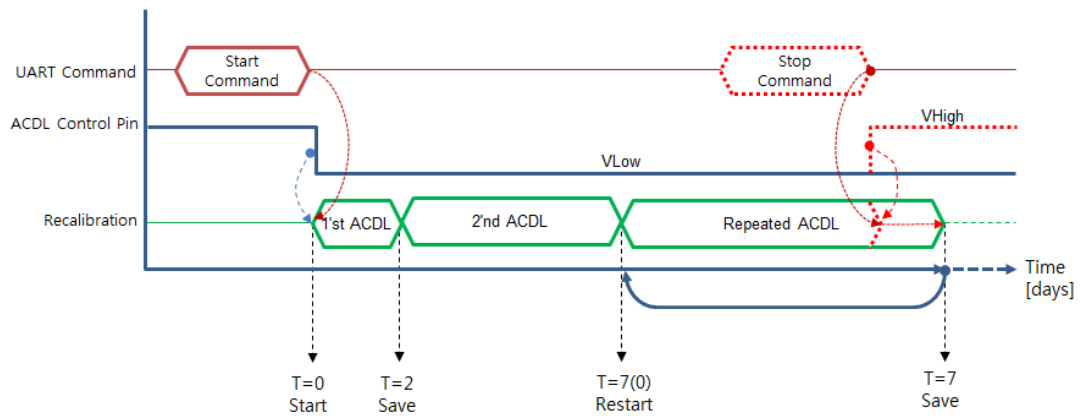 Start
Command
Stop
Command
UART Command
ACDL Control Pin
VHigh
VLow
Recalibration
1'st ACDL
2'nd ACDL
Repeated ACDL
Time
[days]
T=0
Start
T=2
Save
T=7(0)
Restart
T=7
Save